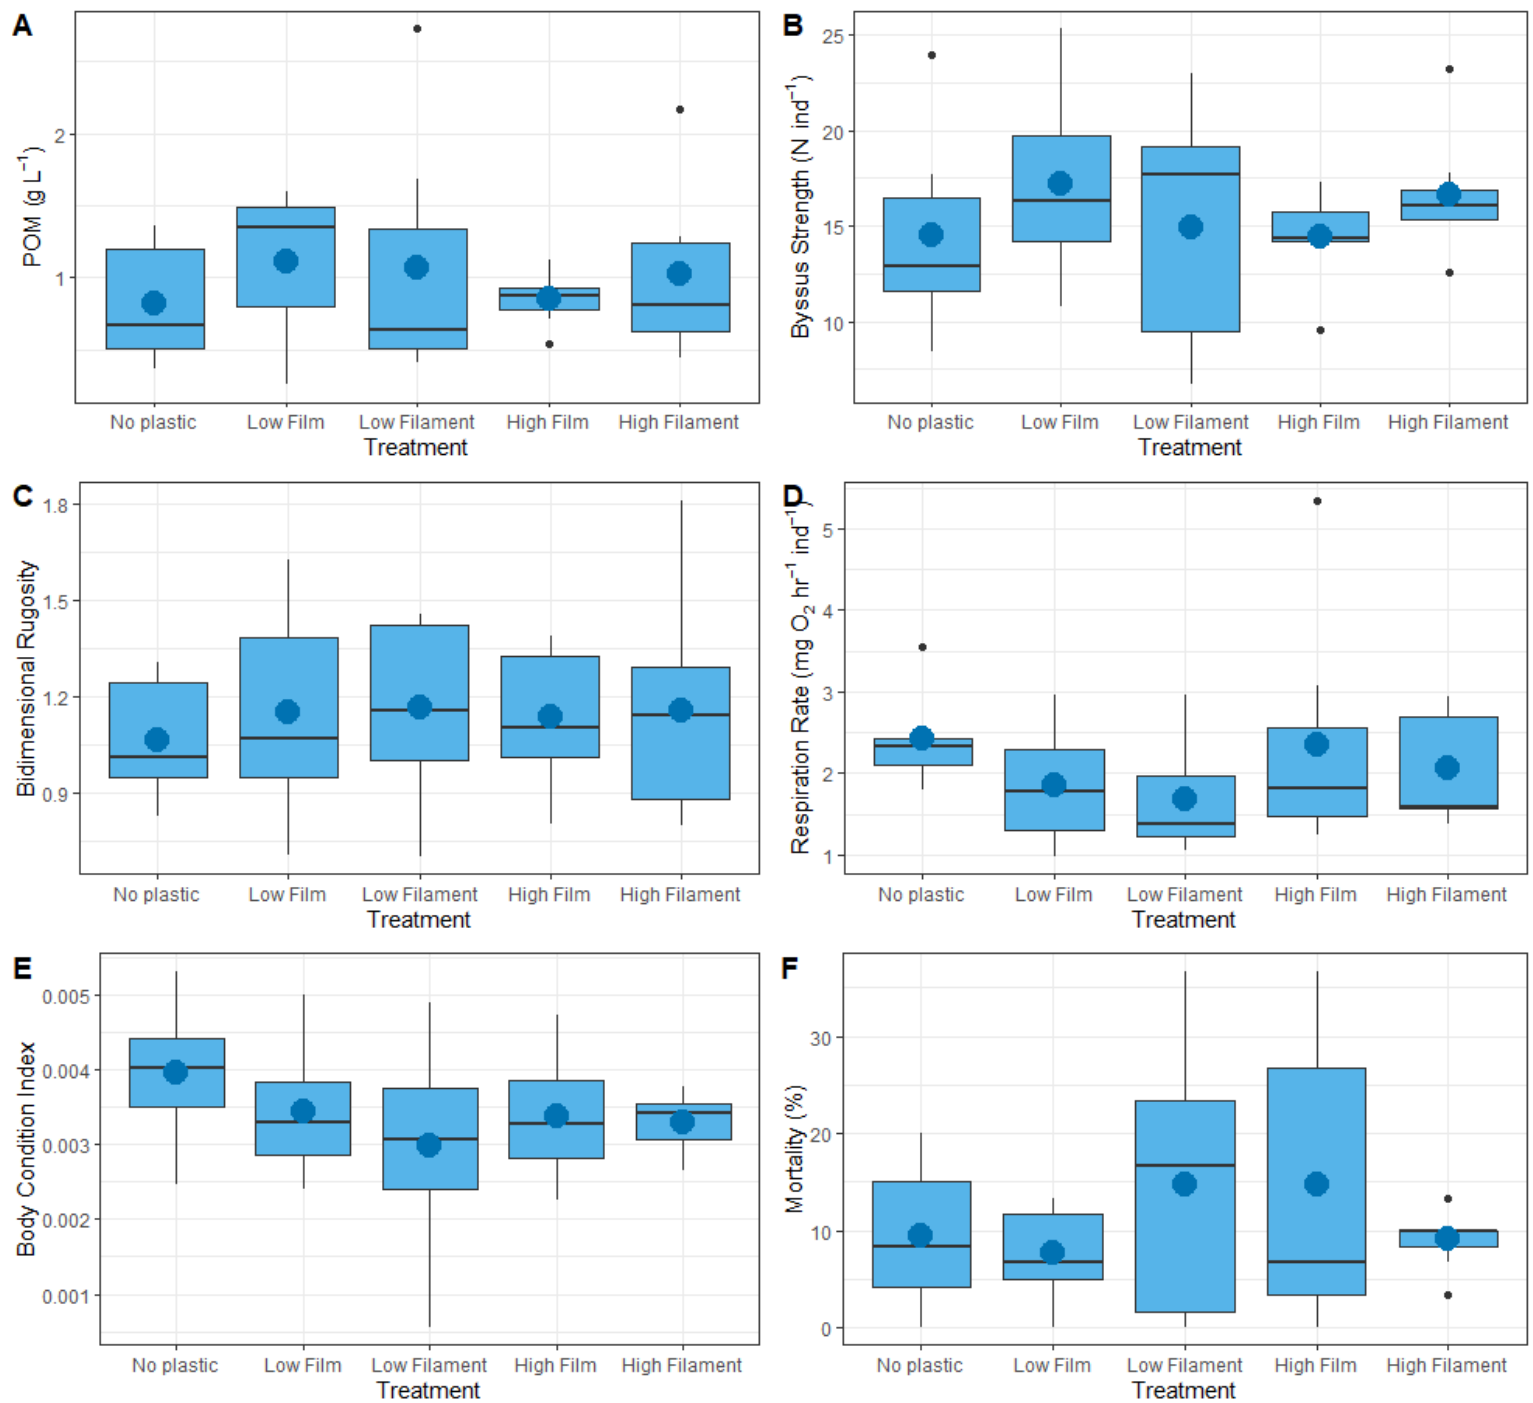 A
POM (g L⁻¹)
2
1
No plastic Low Film Low Filament High Film High Filament
Treatment
B
Byssus Strength (N ind⁻¹)
25
20
15
10
No plastic Low Film Low Filament High Film High Filament
Treatment
C
Bidimensional Rugosity
1.8
1.5
1.2
0.9
No plastic Low Film Low Filament High Film High Filament
Treatment
D
Respiration Rate (mg O₂ hr⁻¹ ind⁻¹)
5
4
3
2
1
No plastic Low Film Low Filament High Film High Filament
Treatment
E
Body Condition Index
0.005
0.004
0.003
0.002
0.001
No plastic Low Film Low Filament High Film High Filament
Treatment
F
Mortality (%)
30
20
10
0
No plastic Low Film Low Filament High Film High Filament
Treatment